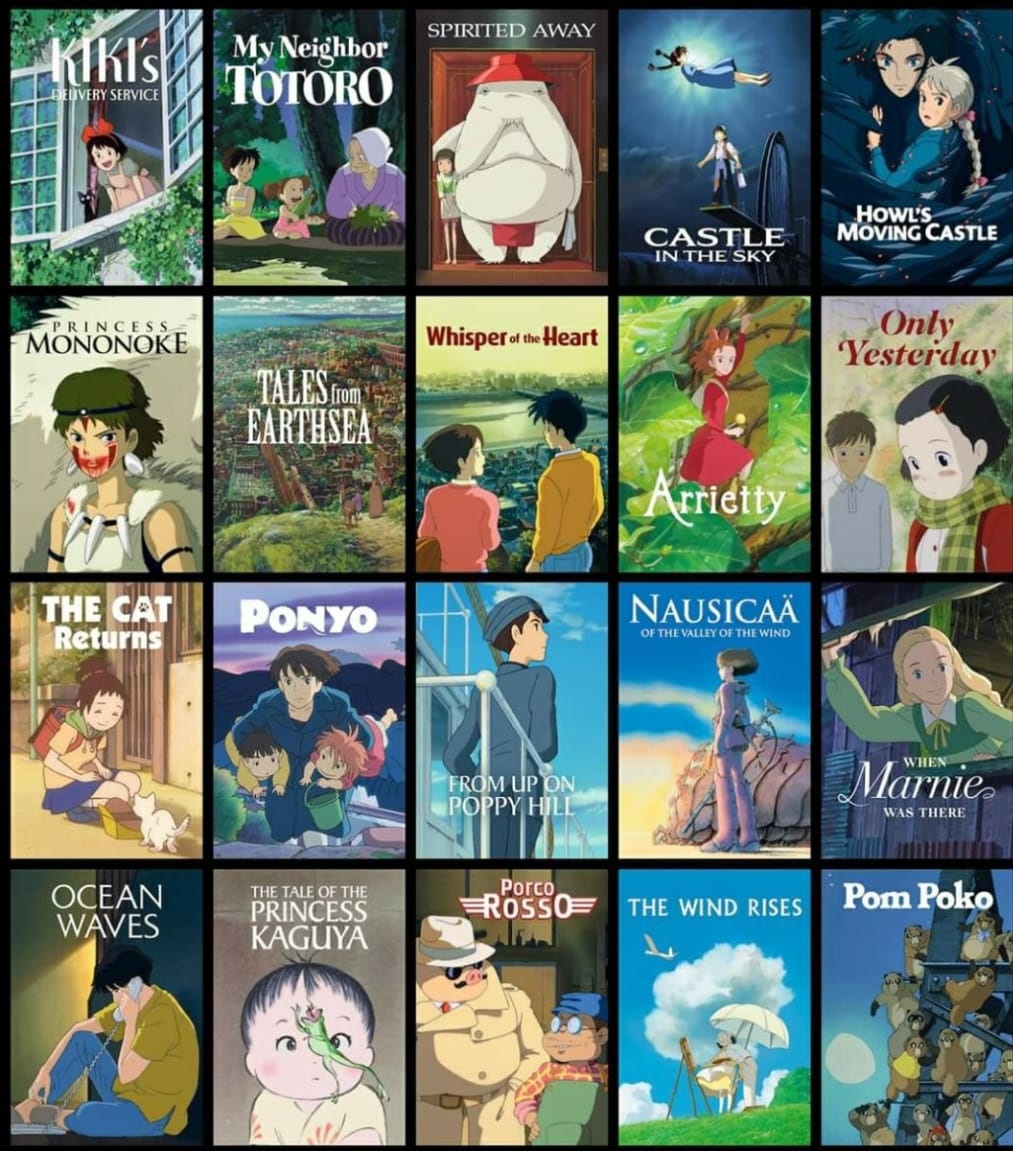 KIKI's
DELIVERY SERVICE
My Neighbor
TOTORO
SPIRITED AWAY
CASTLE
IN THE SKY
HOWL'S
MOVING CASTLE
PRINCESS
MONONOKE
TALES from
EARTHSEA
Whisper of the Heart
Arrietty
Only
Yesterday
THE CAT
Returns
PONYO
FROM UP ON
POPPY HILL
NAUSICAÄ
OF THE VALLEY OF THE WIND
WHEN
Marnie
WAS THERE
OCEAN
WAVES
THE TALE OF THE
PRINCESS
KAGUYA
Porco
ROSSO
THE WIND RISES
Pom Poko